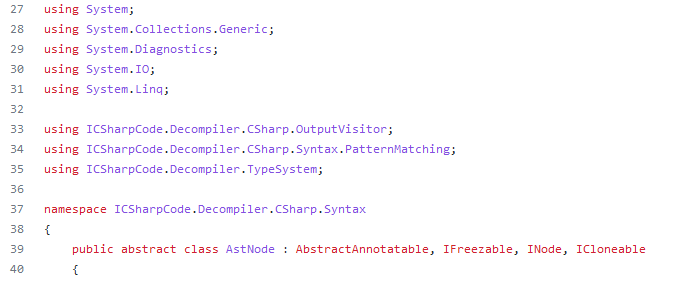 27 using System;
28 using System.Collections.Generic;
29 using System.Diagnostics;
30 using System.IO;
31 using System.Linq;
32
33 using ICSharpCode.Decompiler.CSharp.OutputVisitor;
34 using ICSharpCode.Decompiler.CSharp.Syntax.PatternMatching;
35 using ICSharpCode.Decompiler.TypeSystem;
36
37 namespace ICSharpCode.Decompiler.CSharp.Syntax
38 {
39     public abstract class AstNode : AbstractAnnotatable, IFreezable, INode, ICloneable
40     {